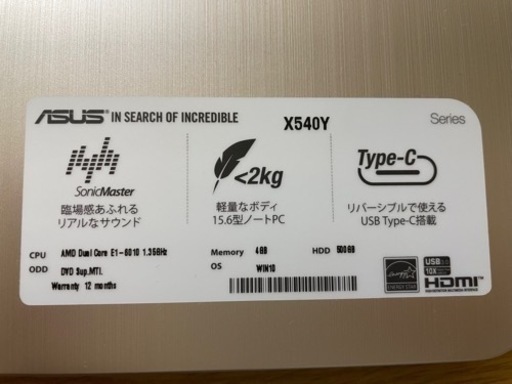 ASUS IN SEARCH OF INCREDIBLE
X540Y
Series
SonicMaster
臨場感あふれる
リアルなサウンド
<2kg
軽量なボディ
15.6型ノートPC
Type-C
リバーシブルで使える
USB Type-C搭載
CPU AMD Dual Core E1-6010 1.35GHz
Memory 4GB
HDD 500GB
ODD DVD Sup.MTL
OS WIN10
Warranty 12 months
ENERGY STAR
USB
10X
HDMI